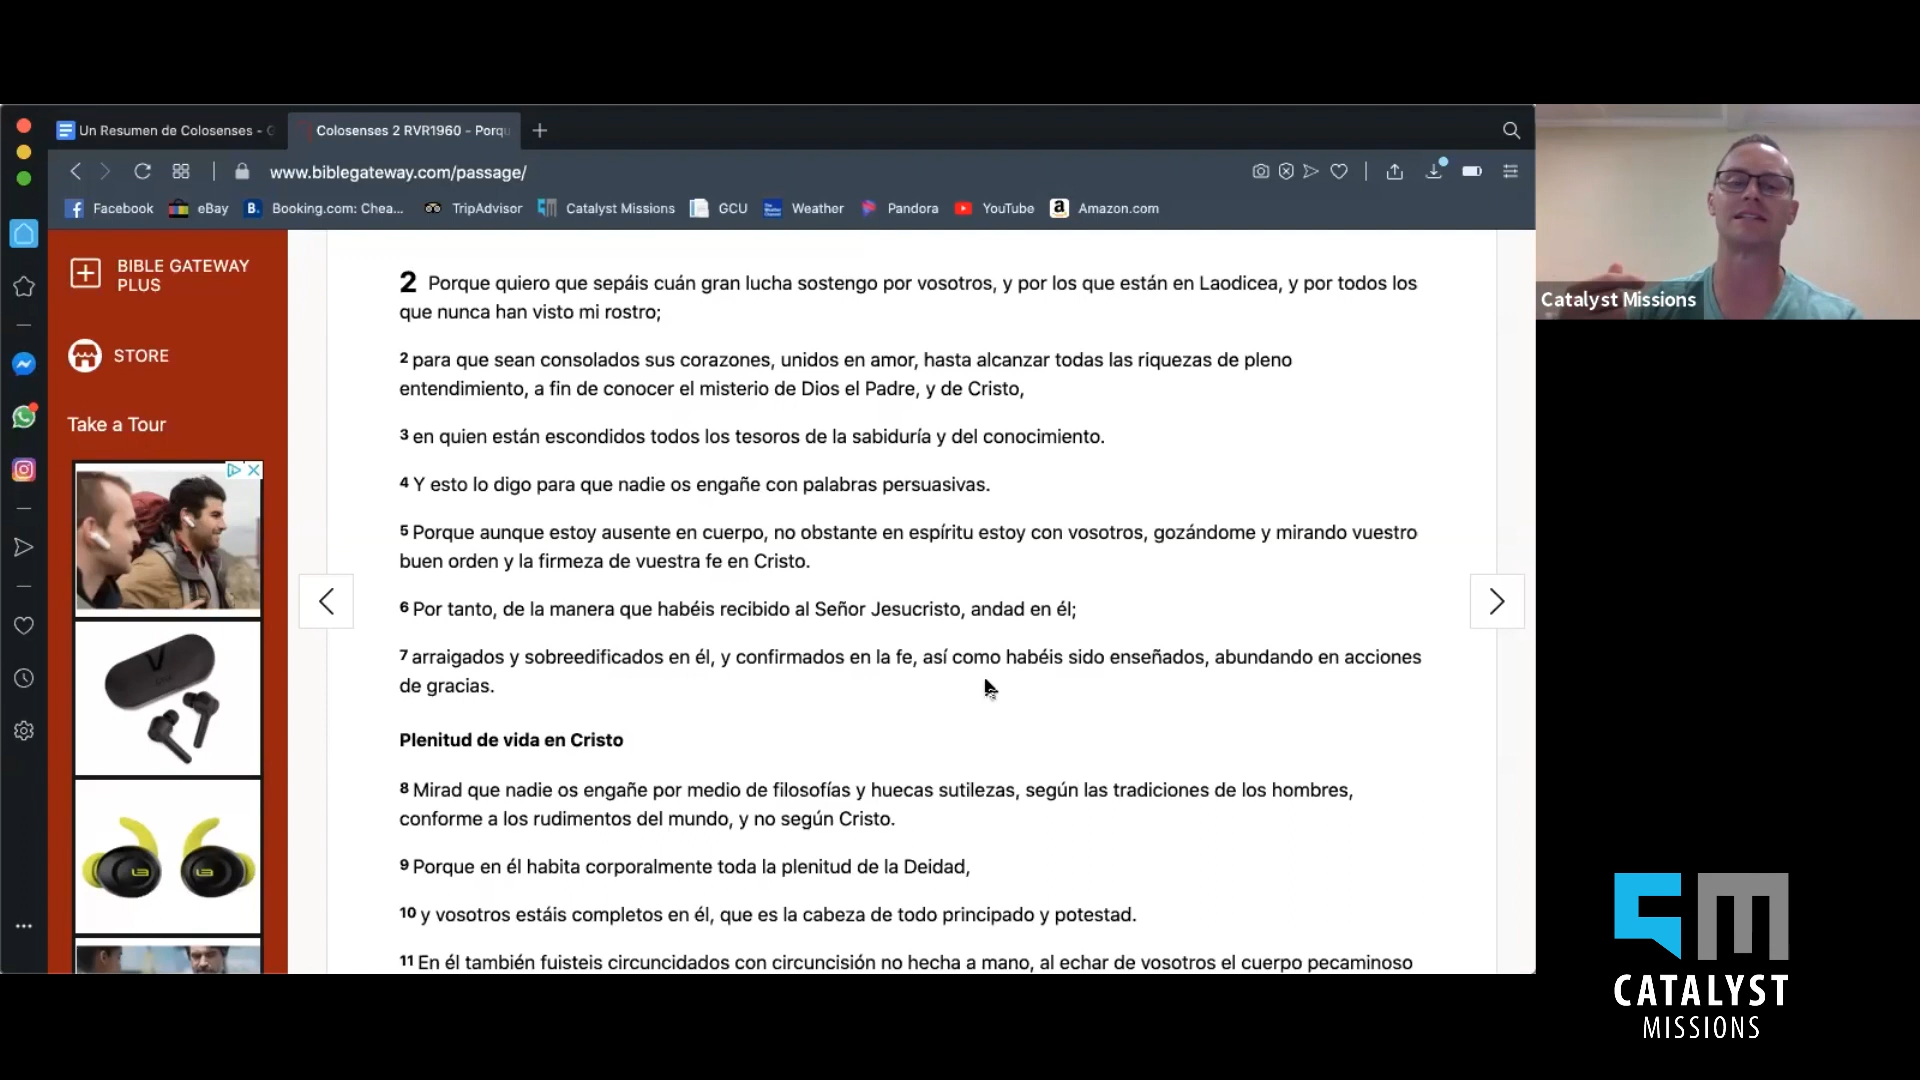 Un Resumen de Colosenses - G
Colosenses 2 RVR1960 - Porqu
www.biblegateway.com/passage/
Facebook eBay Booking.com: Chea... TripAdvisor Catalyst Missions GCU Weather Pandora YouTube Amazon.com
BIBLE GATEWAY
PLUS
STORE
Take a Tour
2 Porque quiero que sepáis cuán gran lucha sostengo por vosotros, y por los que están en Laodicea, y por todos los
que nunca han visto mi rostro;
2 para que sean consolados sus corazones, unidos en amor, hasta alcanzar todas las riquezas de pleno
entendimiento, a fin de conocer el misterio de Dios el Padre, y de Cristo,
3 en quien están escondidos todos los tesoros de la sabiduría y del conocimiento.
4 Y esto lo digo para que nadie os engañe con palabras persuasivas.
5 Porque aunque estoy ausente en cuerpo, no obstante en espíritu estoy con vosotros, gozándome y mirando vuestro
buen orden y la firmeza de vuestra fe en Cristo.
6 Por tanto, de la manera que habéis recibido al Señor Jesucristo, andad en él;
7 arraigados y sobreedificados en él, y confirmados en la fe, así como habéis sido enseñados, abundando en acciones
de gracias.
Plenitud de vida en Cristo
8 Mirad que nadie os engañe por medio de filosofías y huecas sutilezas, según las tradiciones de los hombres,
conforme a los rudimentos del mundo, y no según Cristo.
9 Porque en él habita corporalmente toda la plenitud de la Deidad,
10 y vosotros estáis completos en él, que es la cabeza de todo principado y potestad.
11 En él también fuisteis circuncidados con circuncisión no hecha a mano, al echar de vosotros el cuerpo pecaminoso
Catalyst Missions
CATALYST
MISSIONS